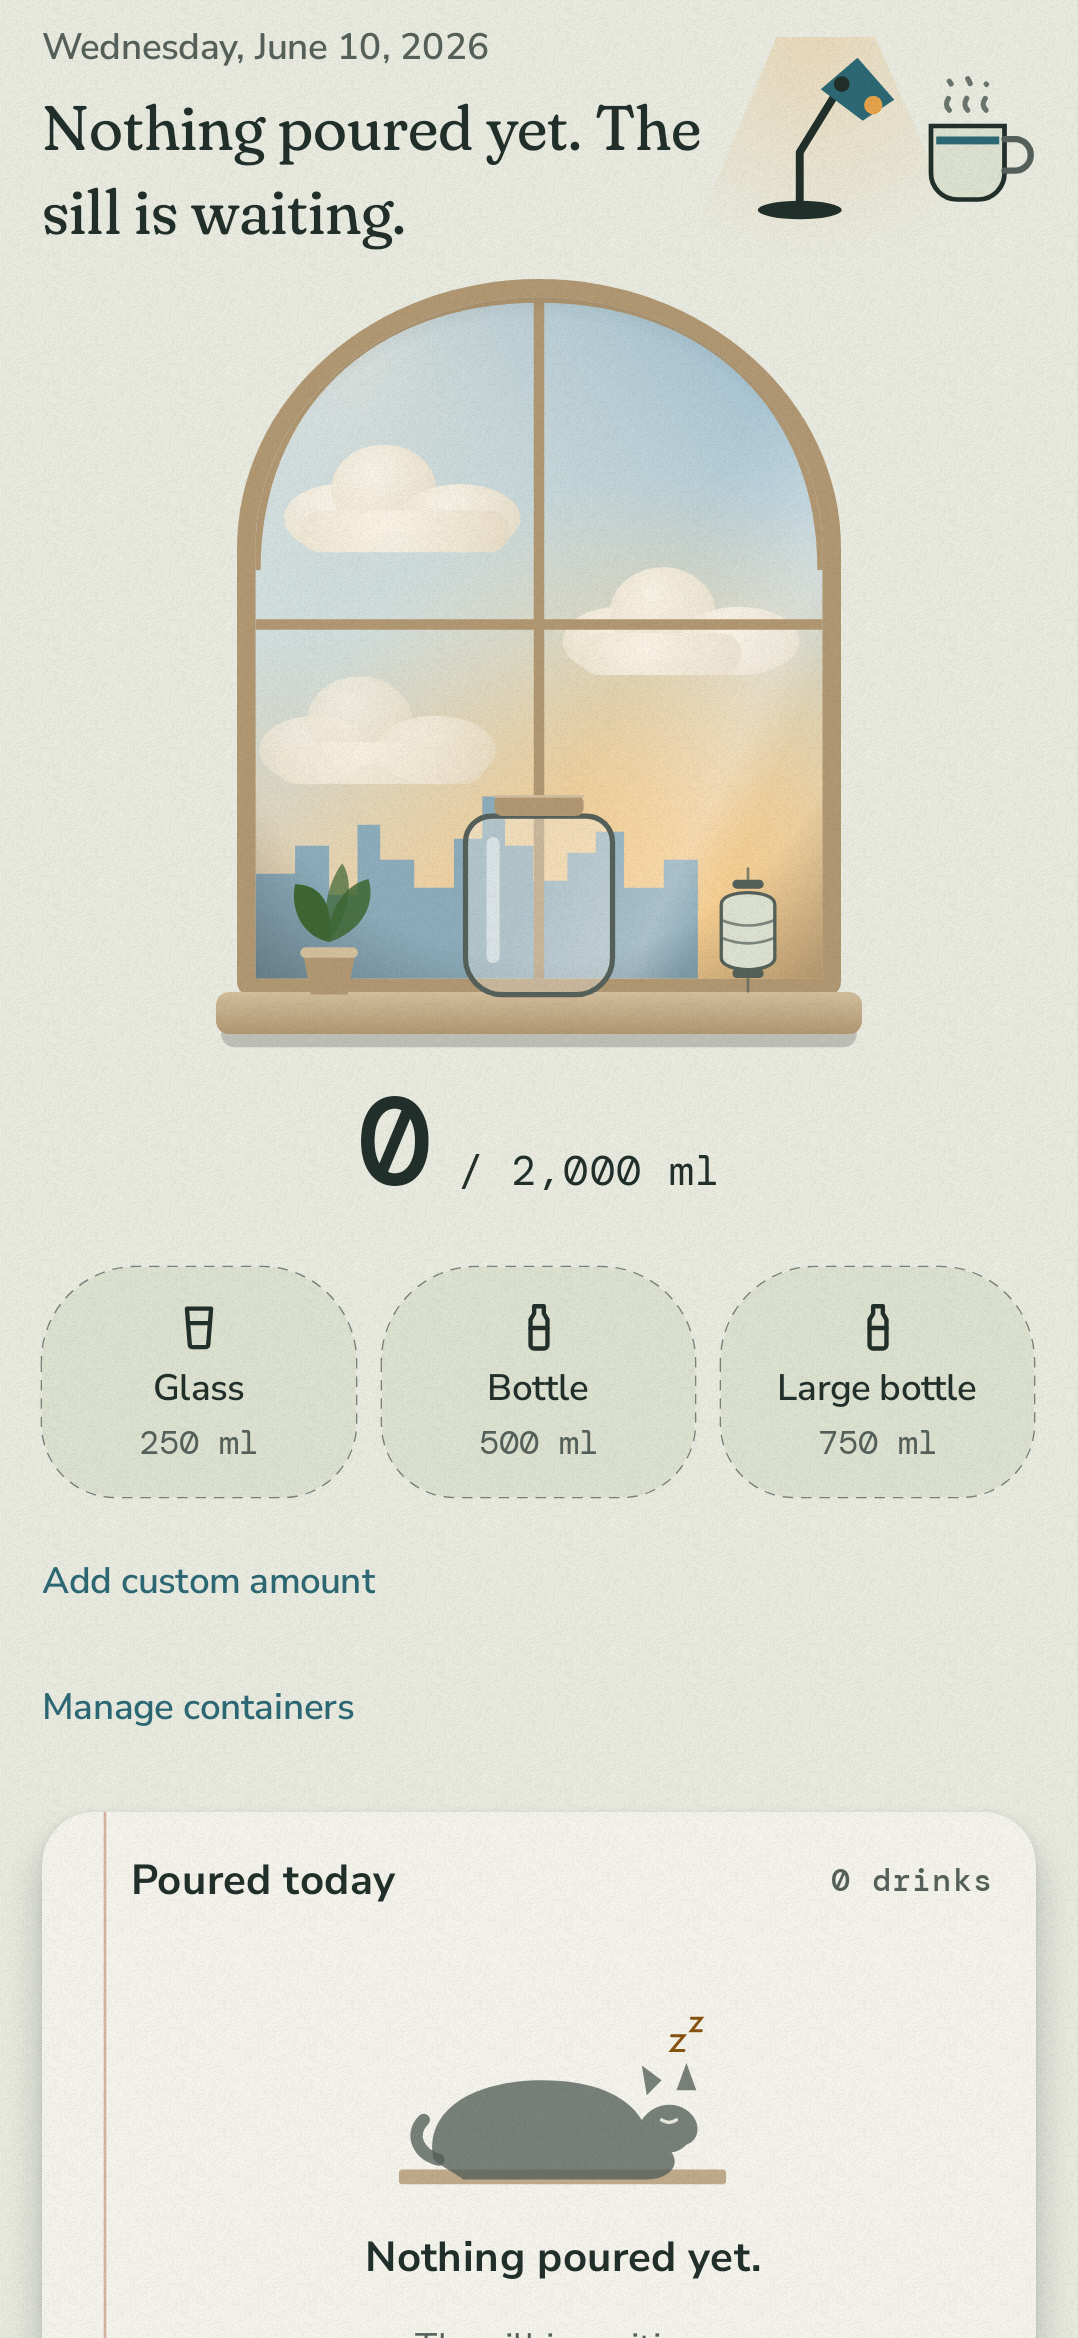 Wednesday, June 10, 2026
Nothing poured yet. The
sill is waiting.
0 / 2,000 ml
Glass
250 ml
Bottle
500 ml
Large bottle
750 ml
Add custom amount
Manage containers
Poured today
0 drinks
z z
Nothing poured yet.